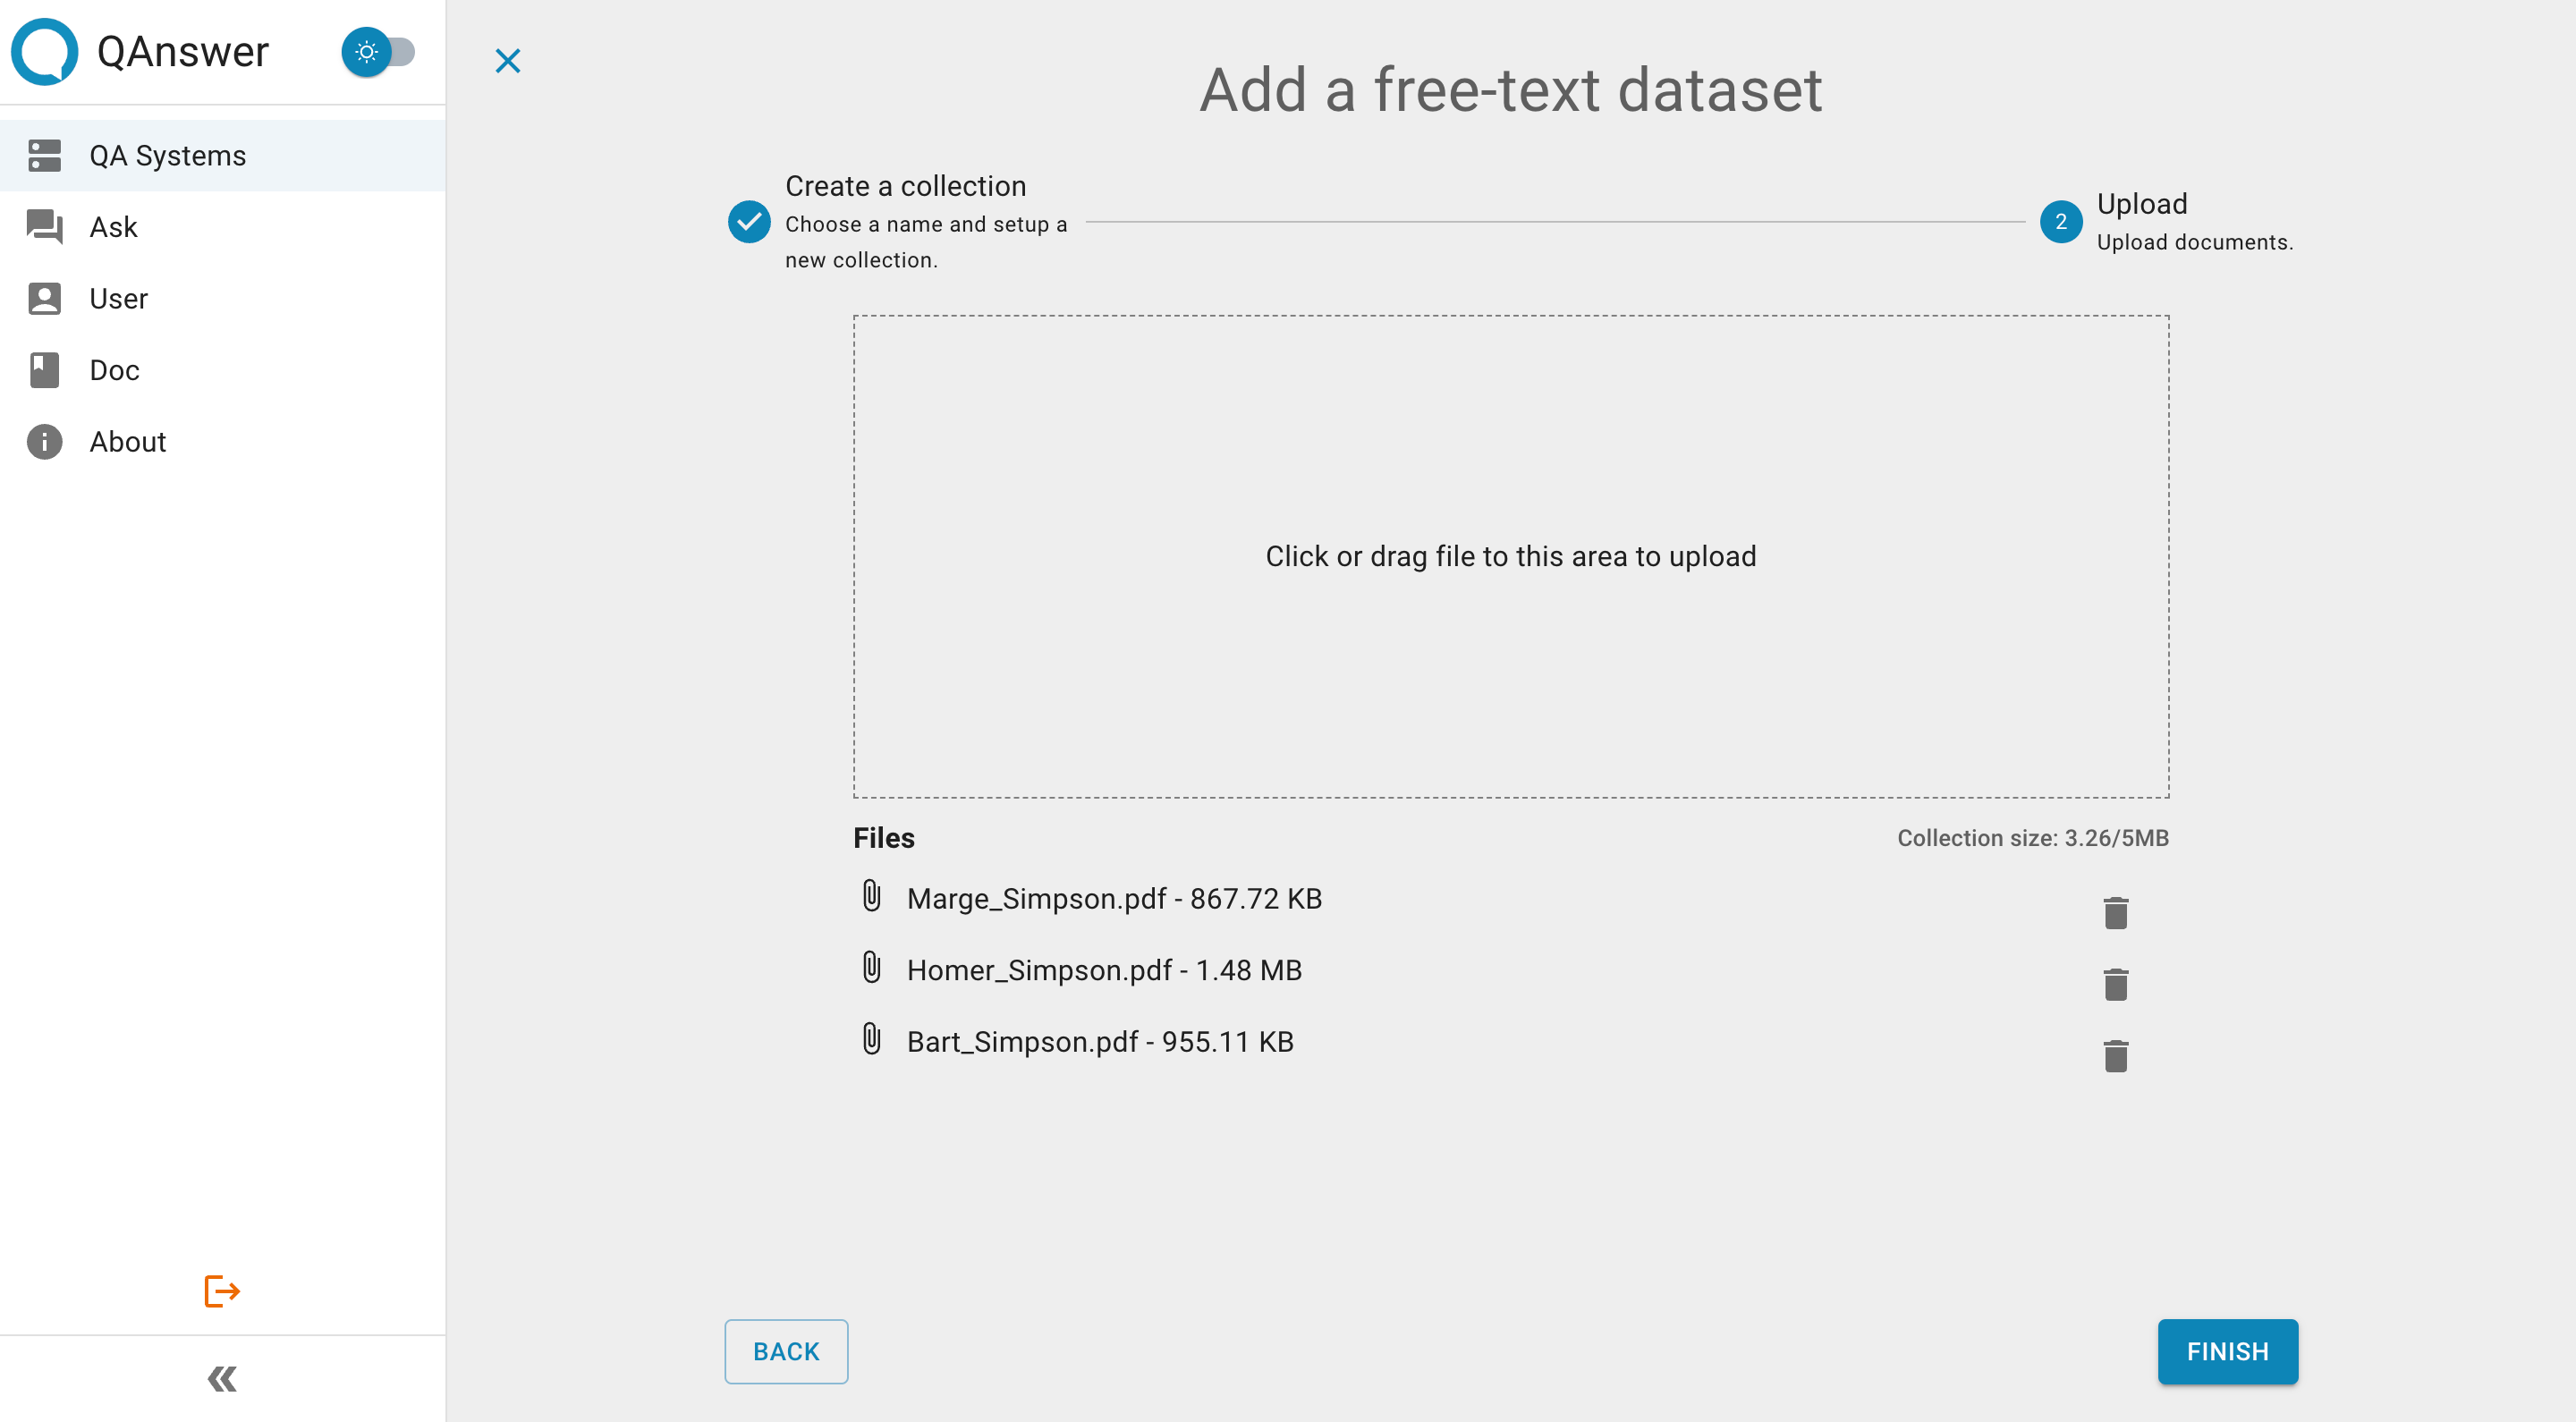 QAnswer
QA Systems
Ask
User
Doc
About
Add a free-text dataset
Create a collection
Choose a name and setup a
new collection.
2
Upload
Upload documents.
Click or drag file to this area to upload
Files
Collection size: 3.26/5MB
Marge_Simpson.pdf - 867.72 KB
Homer_Simpson.pdf - 1.48 MB
Bart_Simpson.pdf - 955.11 KB
BACK
FINISH